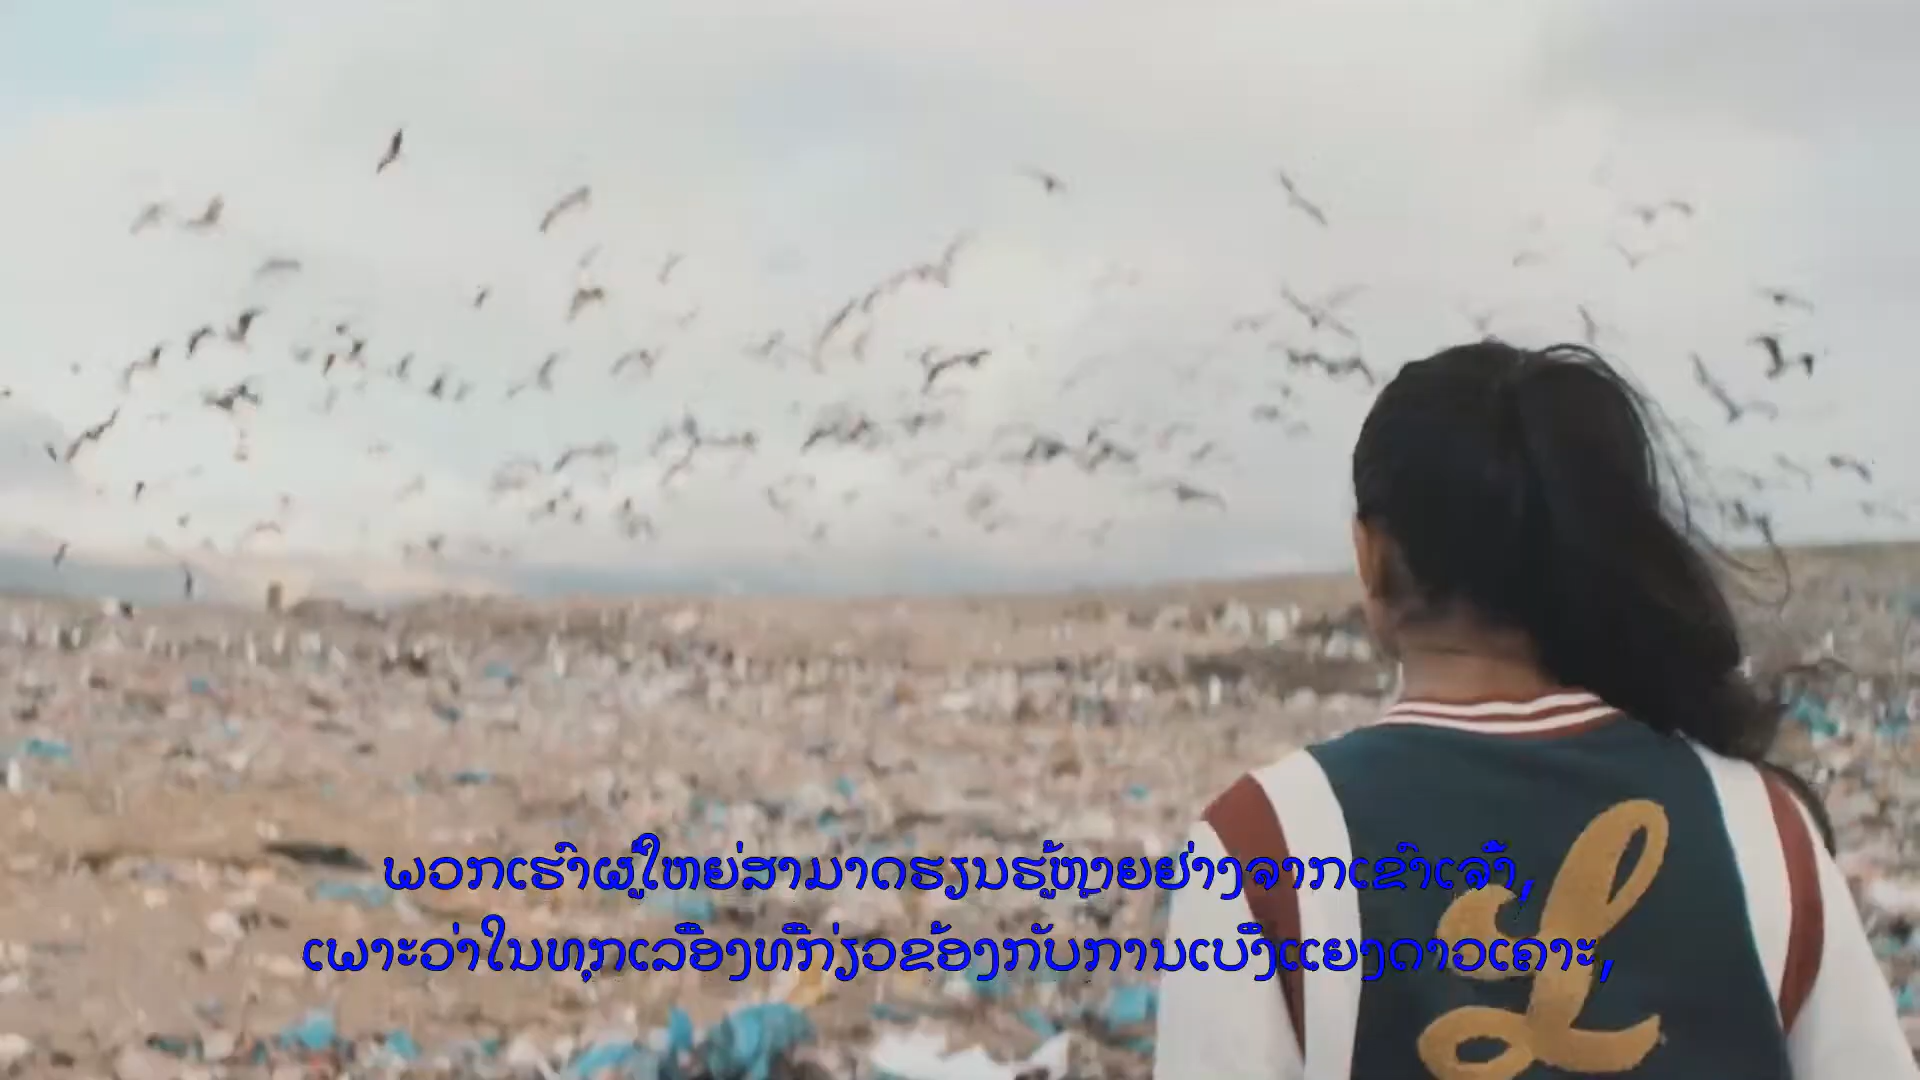 ພວກເຮົາຜູ້ໃຫຍ່ສາມາດຮຽນຮູ້ຫຼາຍຢ່າງຈາກເຂົາເຈົ້າ,
ເພາະວ່າໃນທຸກເລື່ອງທີ່ກ່ຽວຂ້ອງກັບການເບິ່ງແຍງດາວເຄາະ,
L